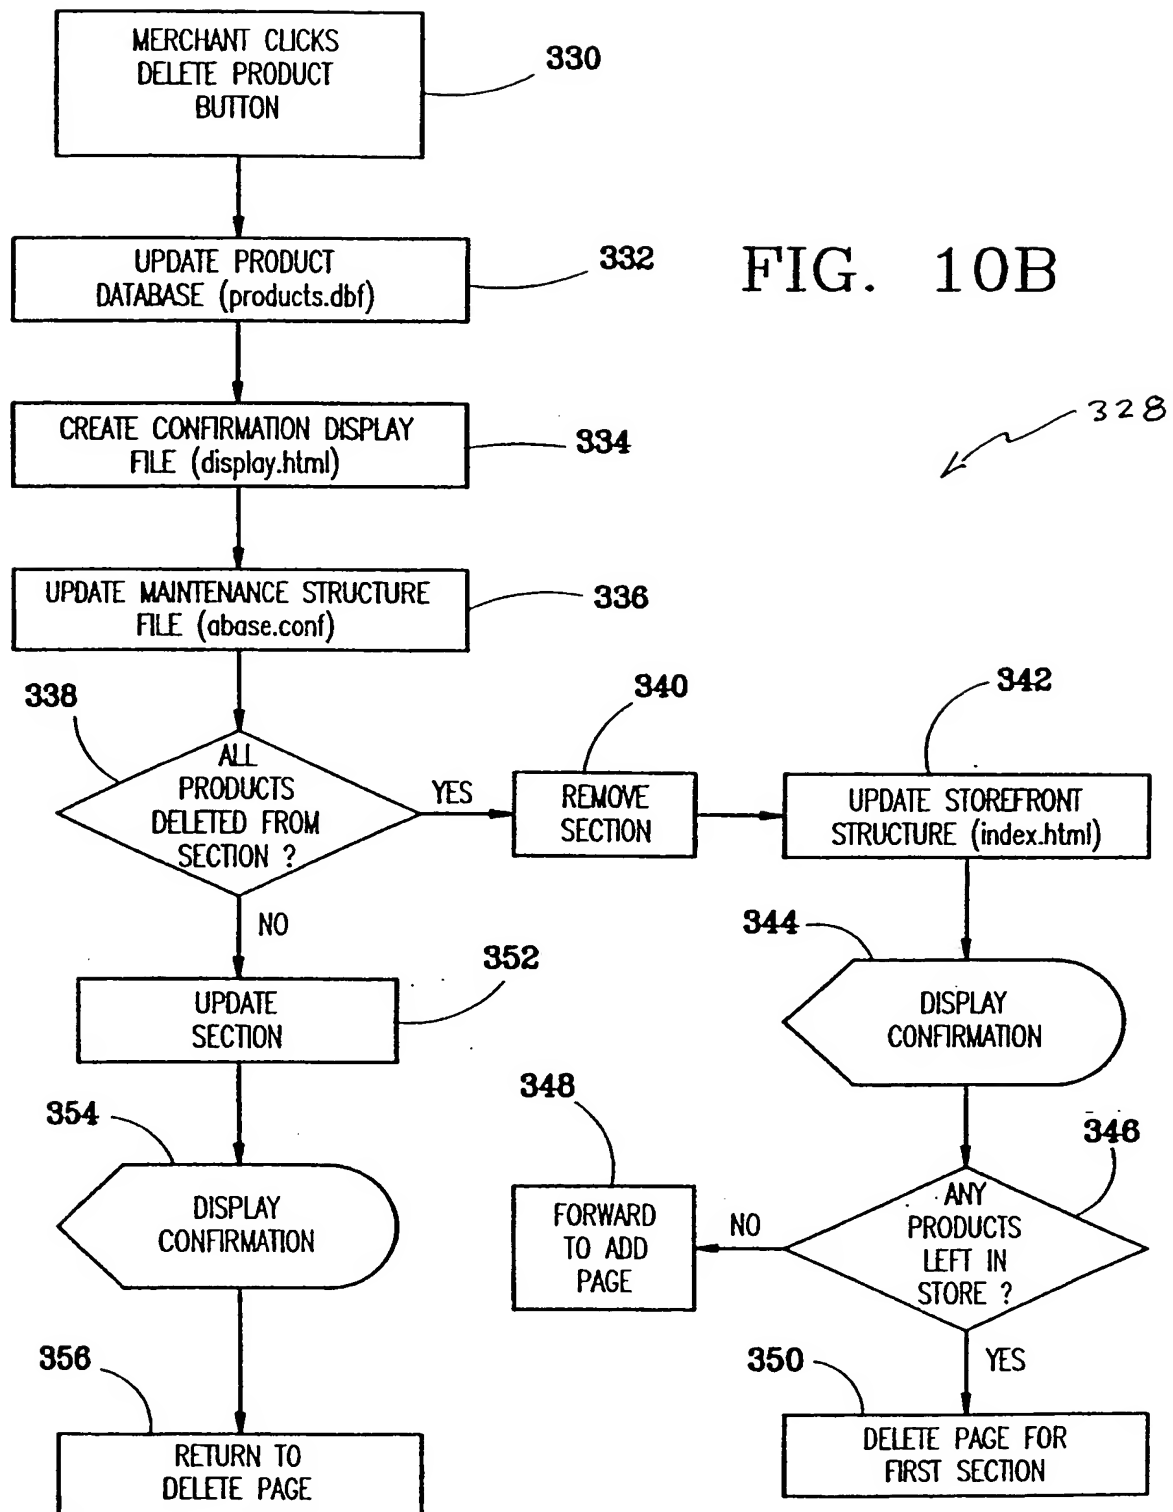 MERCHANT CLICKS
DELETE PRODUCT
BUTTON
330
UPDATE PRODUCT
DATABASE (products.dbf)
332
FIG. 10B
CREATE CONFIRMATION DISPLAY
FILE (display.html)
334
328
UPDATE MAINTENANCE STRUCTURE
FILE (abase.conf)
336
338
ALL
PRODUCTS
DELETED FROM
SECTION ?
YES
340
REMOVE
SECTION
342
UPDATE STOREFRONT
STRUCTURE (index.html)
NO
352
UPDATE
SECTION
344
DISPLAY
CONFIRMATION
354
DISPLAY
CONFIRMATION
348
FORWARD
TO ADD
PAGE
NO
346
ANY
PRODUCTS
LEFT IN
STORE ?
YES
356
RETURN TO
DELETE PAGE
350
DELETE PAGE FOR
FIRST SECTION